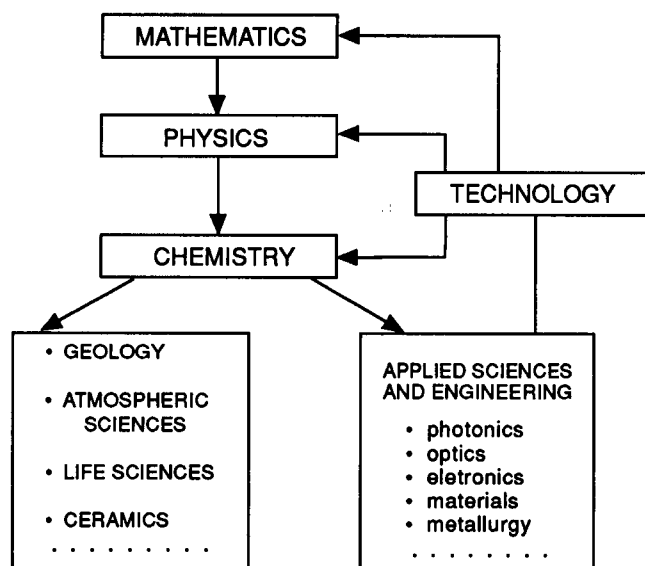 MATHEMATICS
PHYSICS
TECHNOLOGY
CHEMISTRY
• GEOLOGY
• ATMOSPHERIC
SCIENCES
• LIFE SCIENCES
• CERAMICS
. . . . . . . . .
APPLIED SCIENCES
AND ENGINEERING
• photonics
• optics
• eletronics
• materials
• metallurgy
. . . . . . . .